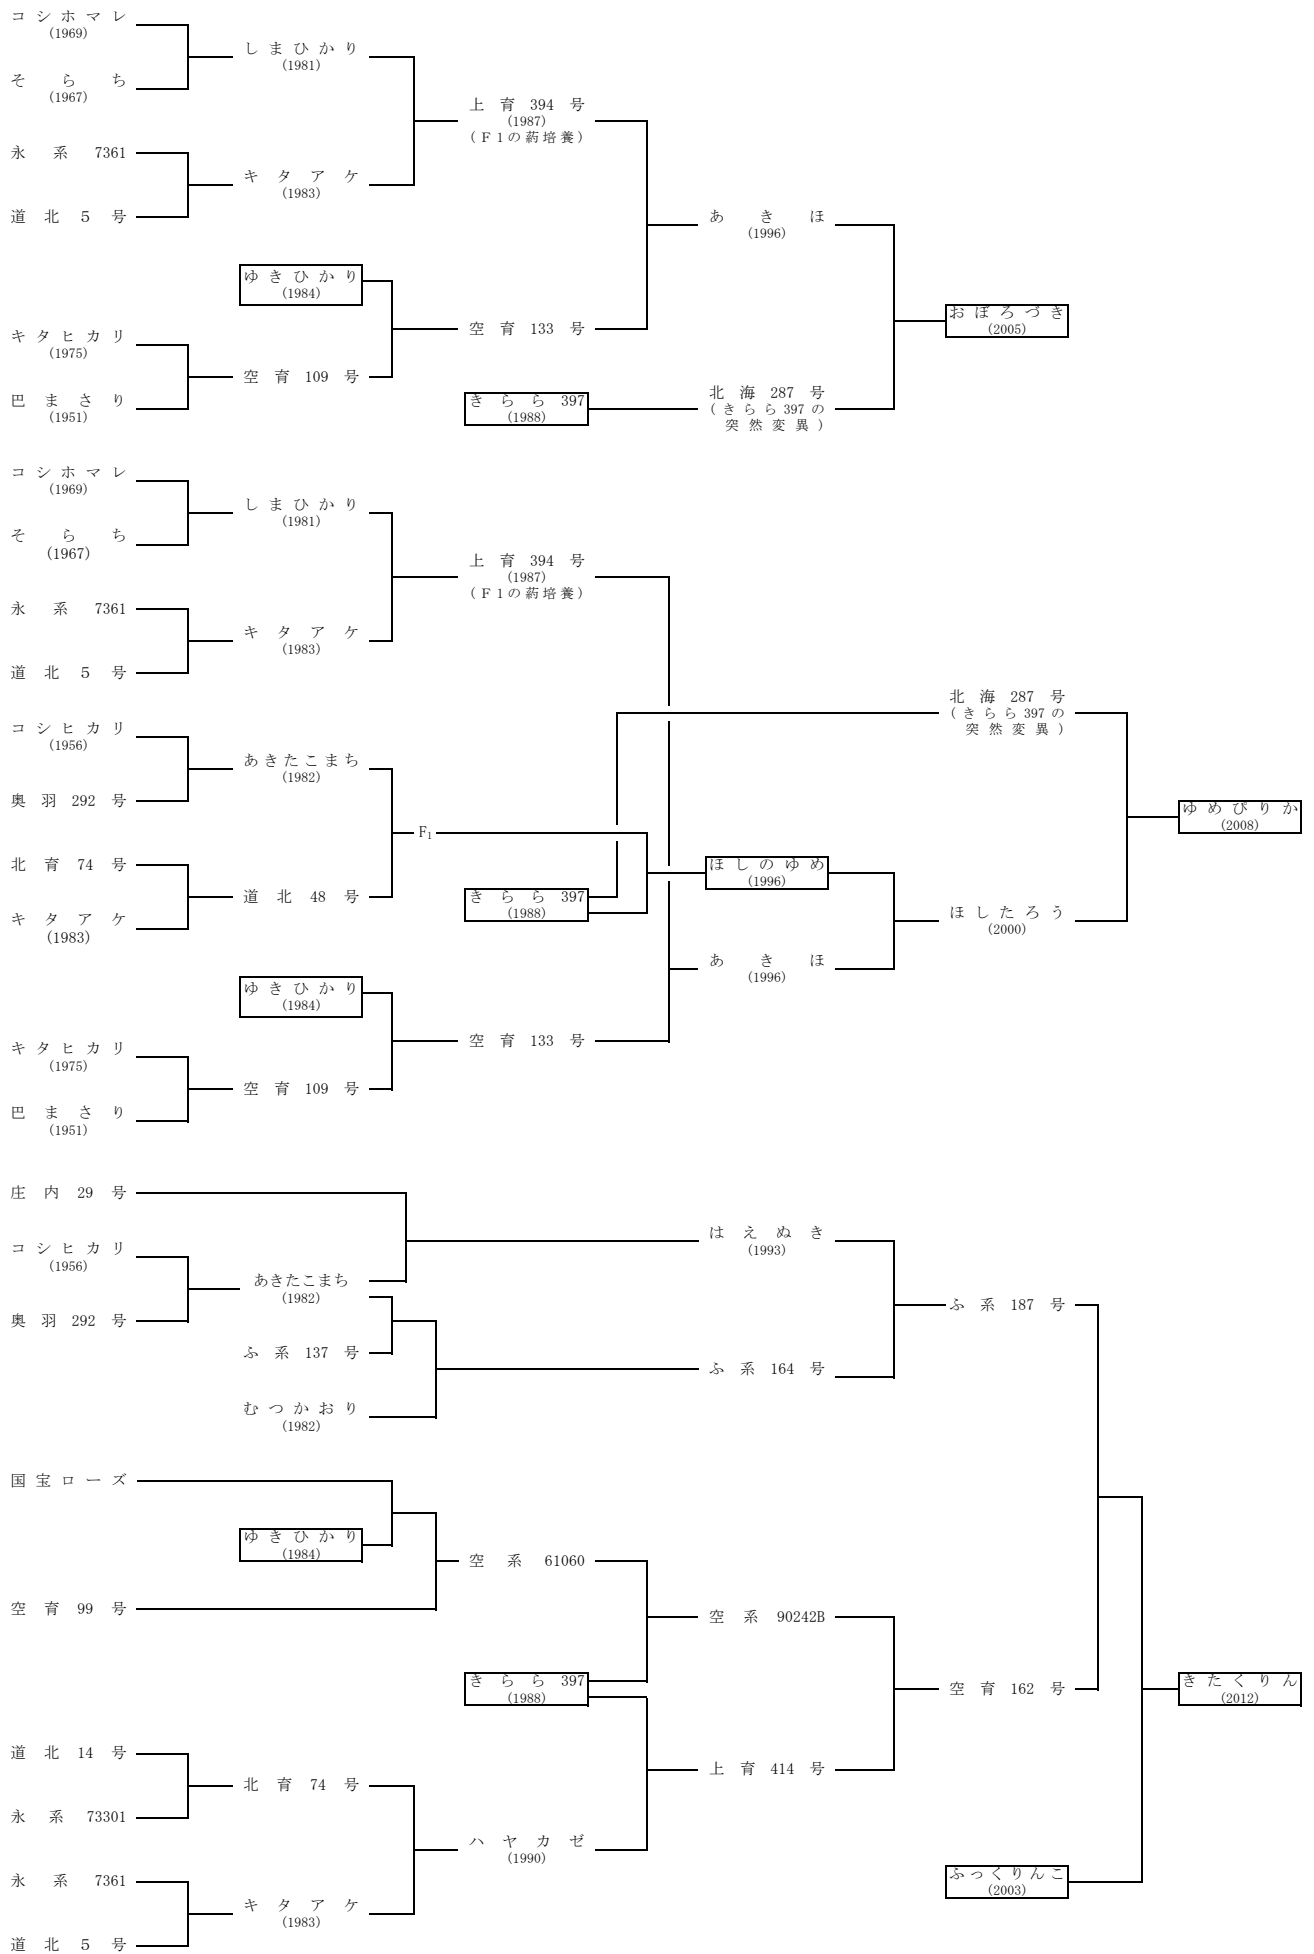 コシホマレ
(1969)
しまひかり
(1981)
そらち
(1967)
上育394号
(1987)
(F1の葯培養)
永系7361
キタアケ
(1983)
道北5号
あきほ
(1996)
ゆきひかり
(1984)
おぼろづき
(2005)
キタヒカリ
(1975)
空育133号
空育109号
巴まさり
(1951)
きらら397
(1988)
北海287号
(きらら397の
突然変異)
コシホマレ
(1969)
しまひかり
(1981)
そらち
(1967)
上育394号
(1987)
(F1の葯培養)
永系7361
キタアケ
(1983)
道北5号
北海287号
(きらら397の
突然変異)
コシヒカリ
(1956)
あきたこまち
(1982)
奥羽292号
ゆめぴりか
(2008)
F1
北育74号
ほしのゆめ
(1996)
道北48号
きらら397
(1988)
キタアケ
(1983)
ほしたろう
(2000)
あきほ
(1996)
ゆきひかり
(1984)
空育133号
キタヒカリ
(1975)
空育109号
巴まさり
(1951)
庄内29号
はえぬき
(1993)
コシヒカリ
(1956)
あきたこまち
(1982)
ふ系187号
奥羽292号
ふ系137号
ふ系164号
むつかおり
(1982)
国宝ローズ
ゆきひかり
(1984)
空系61060
空育99号
空系90242B
きらら397
(1988)
空育162号
きたくりん
(2012)
道北14号
上育414号
北育74号
永系73301
ハヤカゼ
(1990)
永系7361
ふっくりんこ
(2003)
キタアケ
(1983)
道北5号